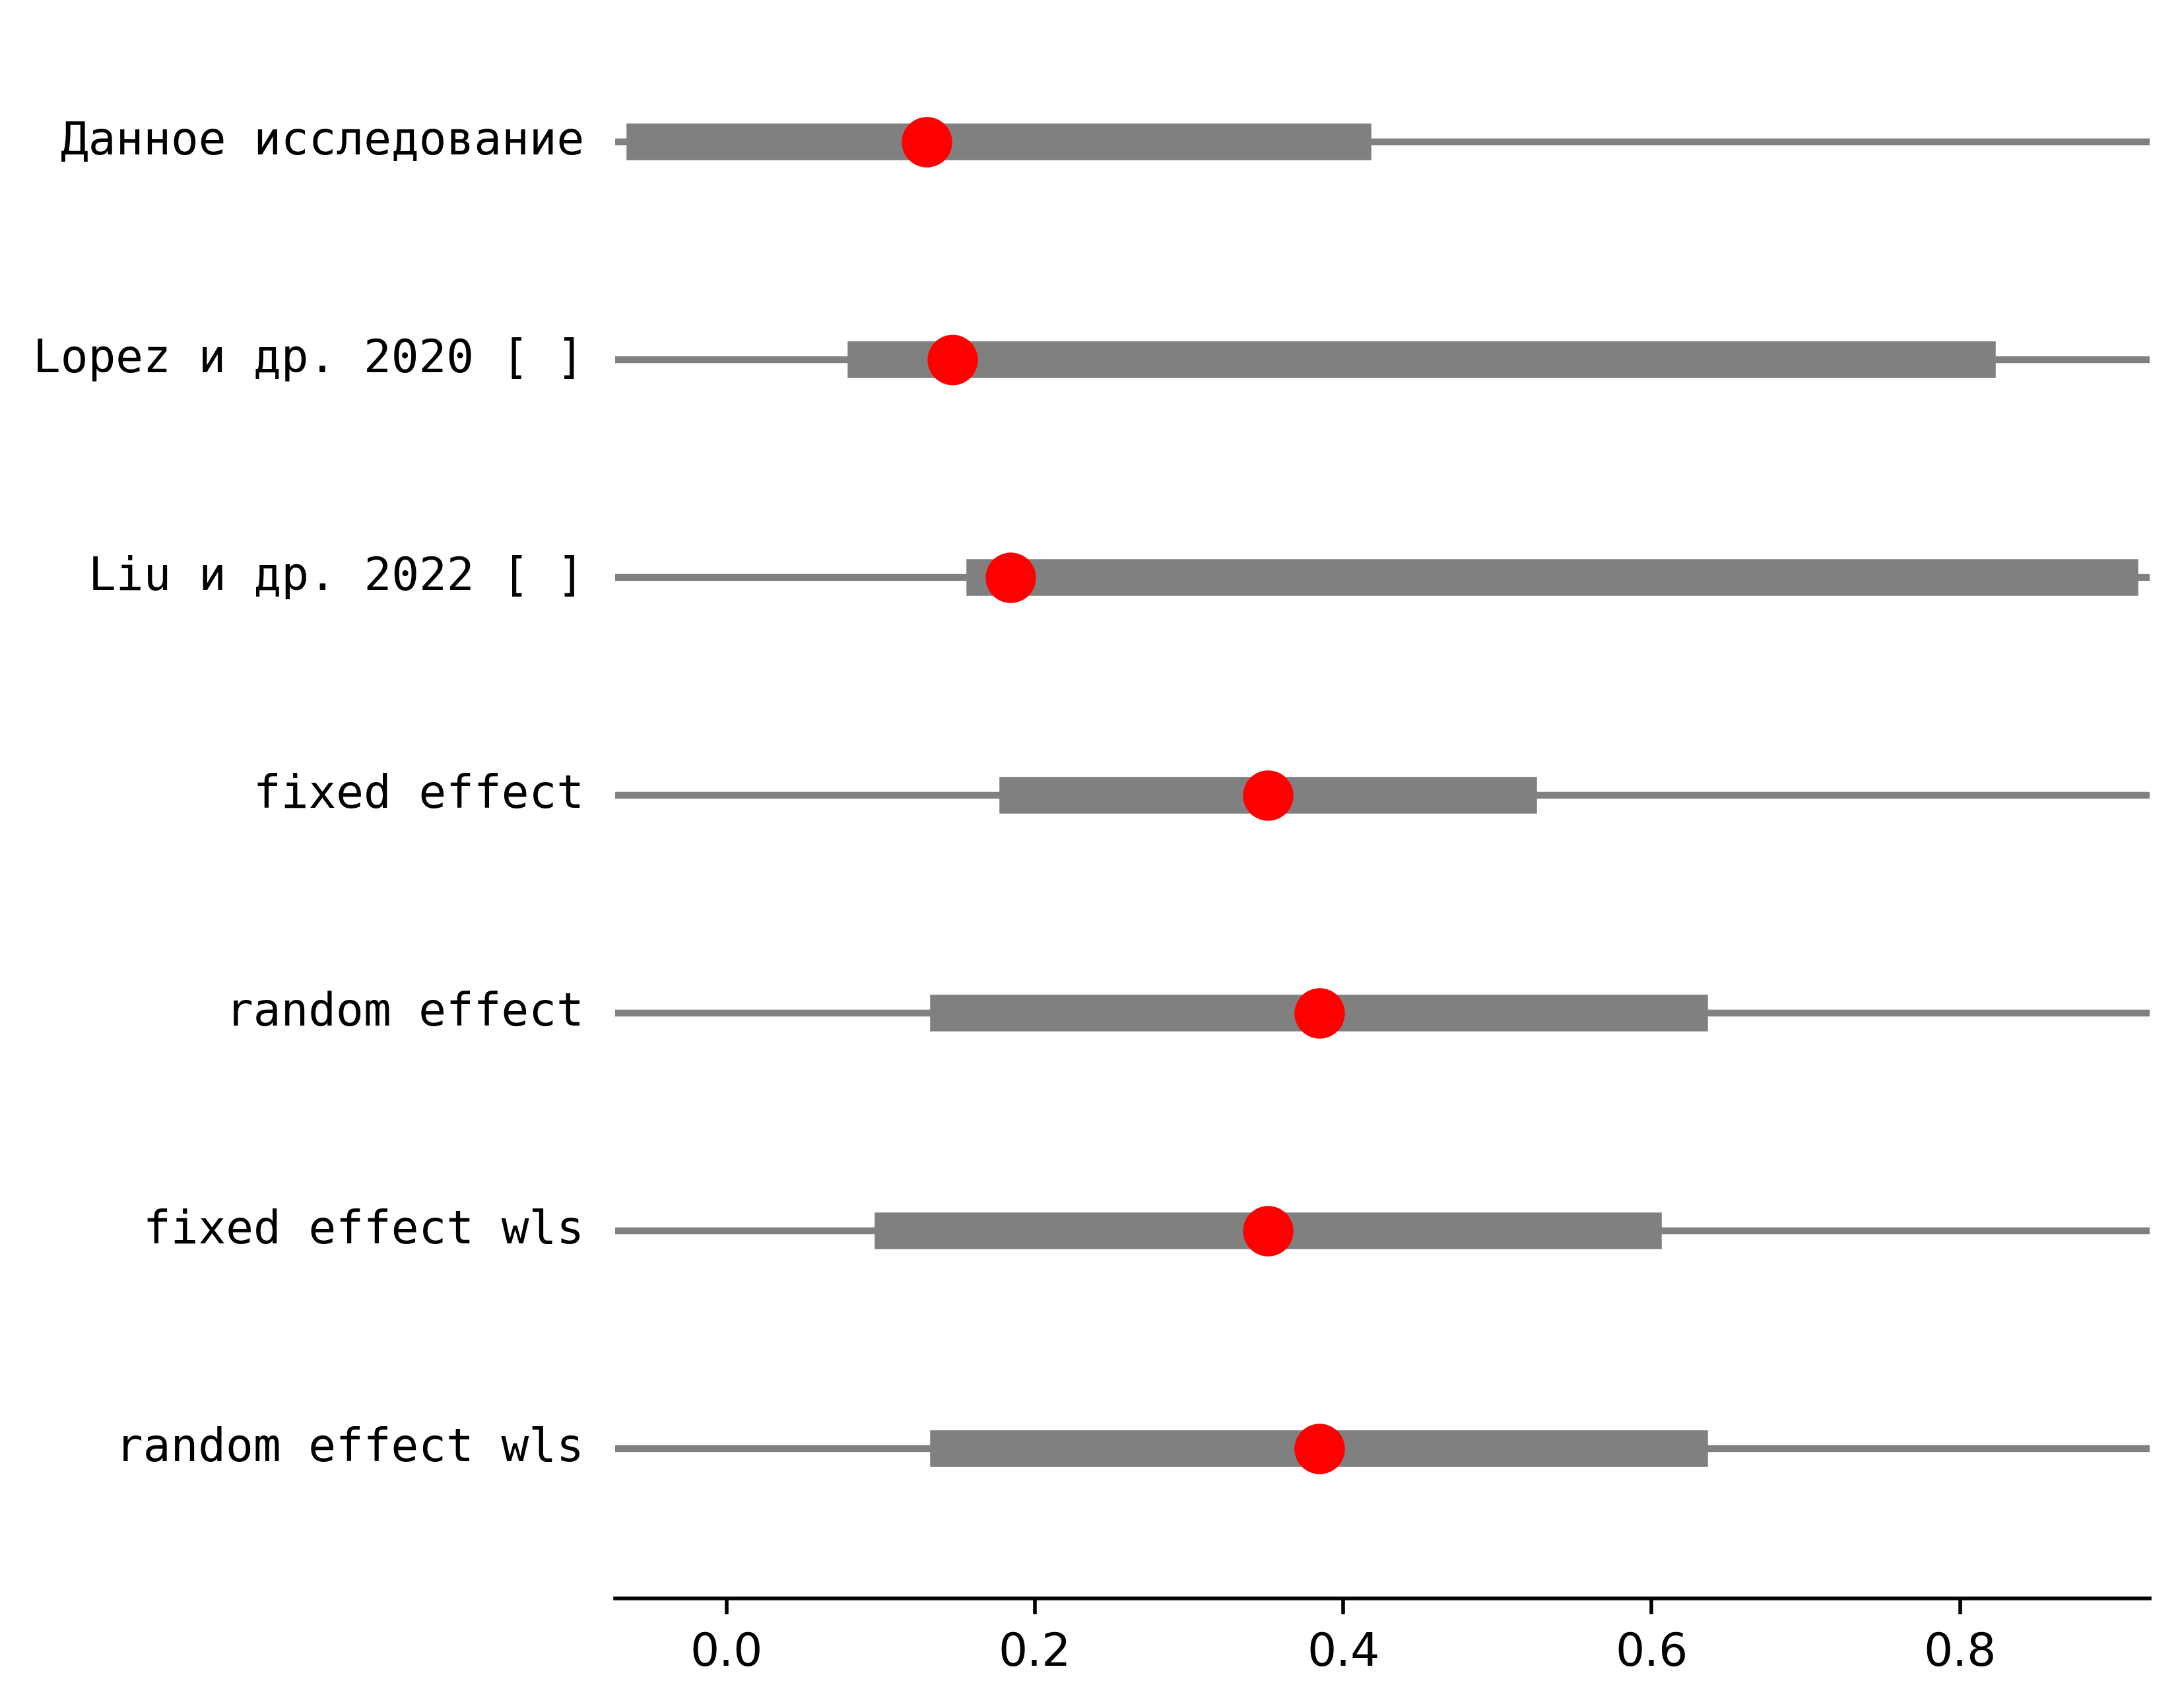 Данное исследование
Lopez и др. 2020 [ ]
Liu и др. 2022 [ ]
fixed effect
random effect
fixed effect wls
random effect wls
0.0 0.2 0.4 0.6 0.8